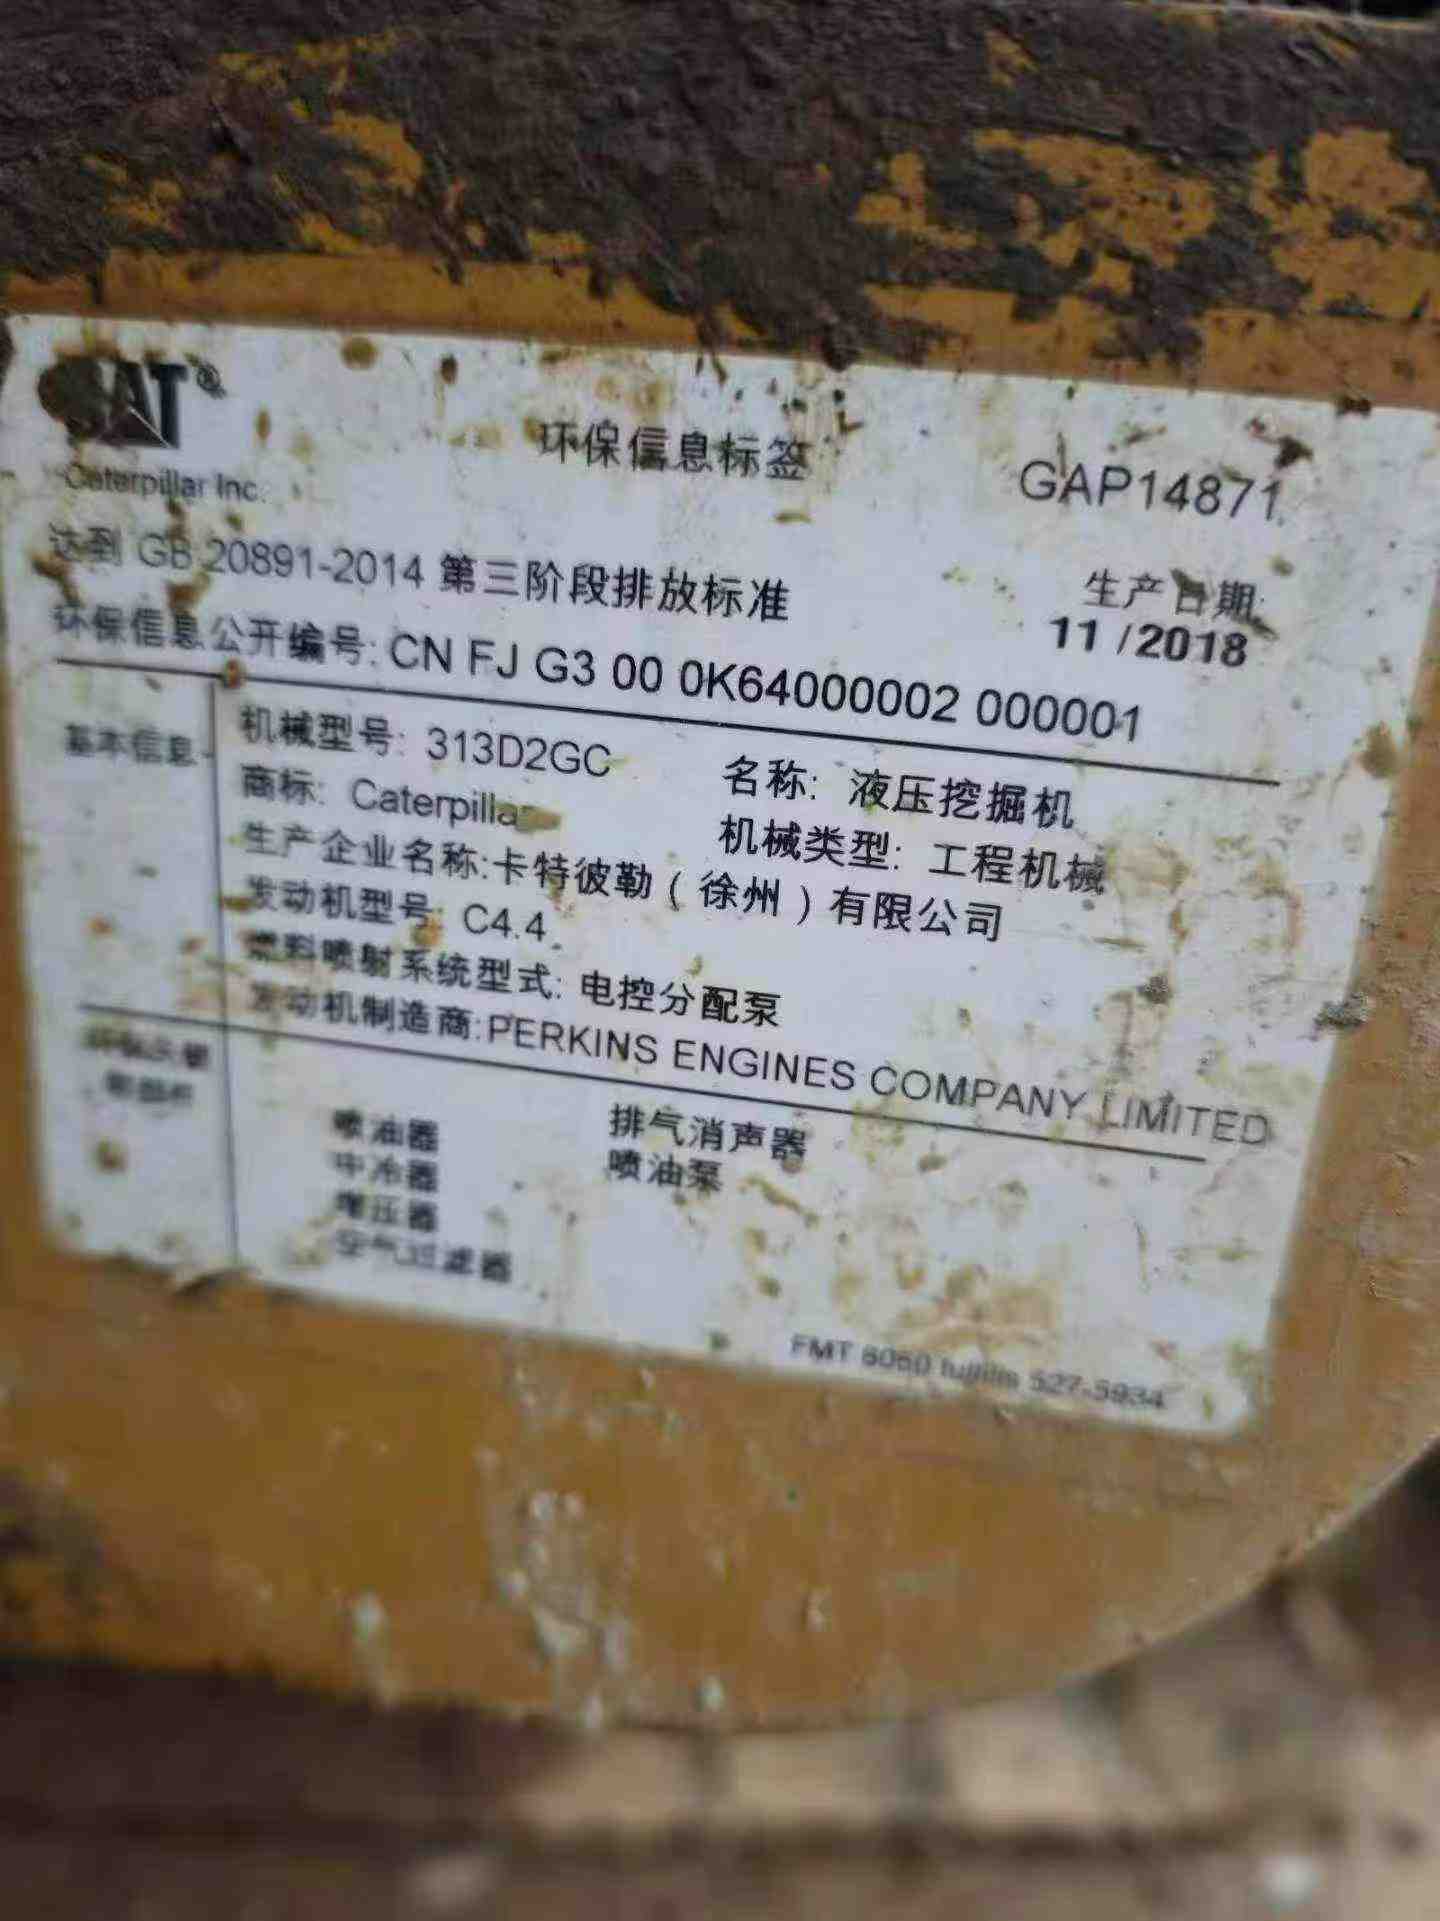 CAT®
Caterpillar Inc.
环保信息标签
GAP14871
达到 GB 20891-2014 第三阶段排放标准
生产日期:
11 /2018
环保信息公开编号: CN FJ G3 00 0K64000002 000001
基本信息
机械型号: 313D2GC
名称: 液压挖掘机
商标: Caterpillar
机械类型: 工程机械
生产企业名称:卡特彼勒（徐州）有限公司
发动机型号: C4.4
燃料喷射系统型式: 电控分配泵
发动机制造商:PERKINS ENGINES COMPANY LIMITED
喷油器
排气消声器
中冷器
喷油泵
增压器
空气过滤器
FMT 527-5934